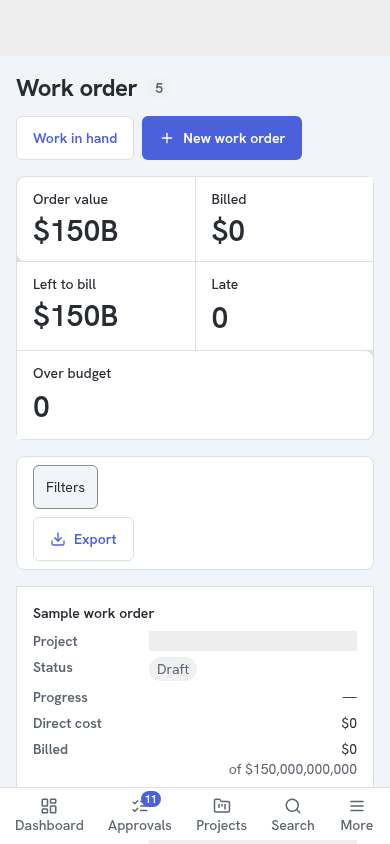 Work order 5
Work in hand
New work order
Order value
$150B
Billed
$0
Left to bill
$150B
Late
0
Over budget
0
Filters
Export
Sample work order
Project
Status Draft
Progress —
Direct cost $0
Billed $0
of $150,000,000,000
11
Dashboard Approvals Projects Search More